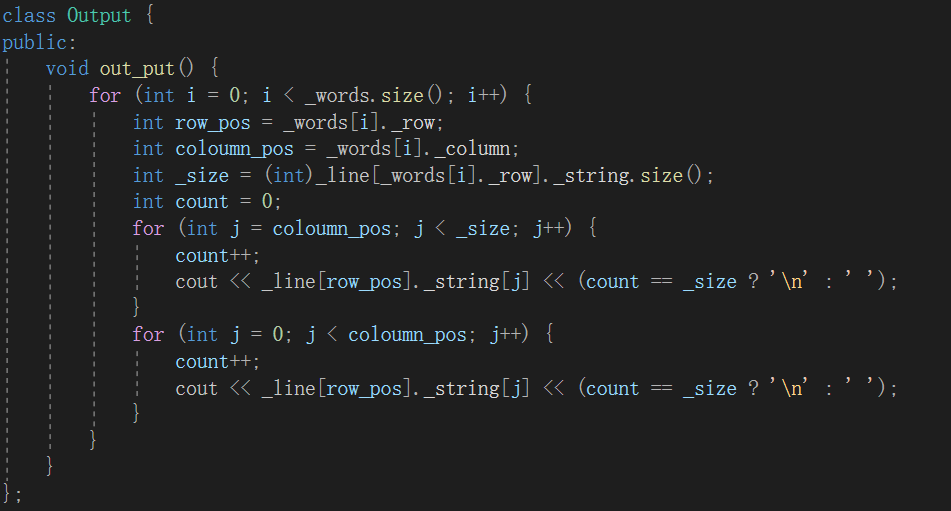 class Output {
public:
    void out_put() {
        for (int i = 0; i < _words.size(); i++) {
            int row_pos = _words[i]._row;
            int coloumn_pos = _words[i]._column;
            int _size = (int)_line[_words[i]._row]._string.size();
            int count = 0;
            for (int j = coloumn_pos; j < _size; j++) {
                count++;
                cout << _line[row_pos]._string[j] << (count == _size ? '\n' : ' ');
            }
            for (int j = 0; j < coloumn_pos; j++) {
                count++;
                cout << _line[row_pos]._string[j] << (count == _size ? '\n' : ' ');
            }
        }
    }
};